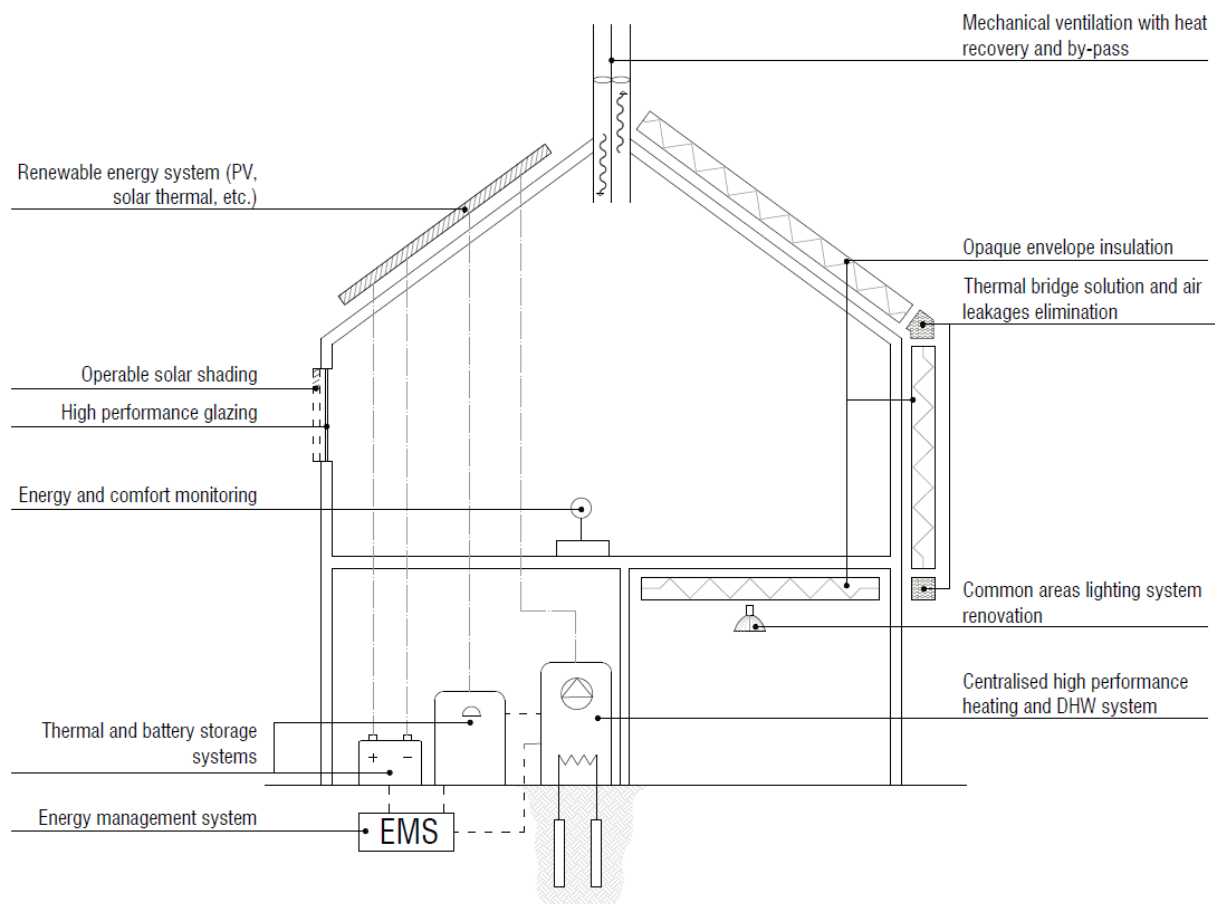 Mechanical ventilation with heat
recovery and by-pass
Renewable energy system (PV,
solar thermal, etc.)
Opaque envelope insulation
Thermal bridge solution and air
leakages elimination
Operable solar shading
High performance glazing
Energy and comfort monitoring
Common areas lighting system
renovation
Centralised high performance
heating and DHW system
Thermal and battery storage
systems
+ −
Energy management system
EMS